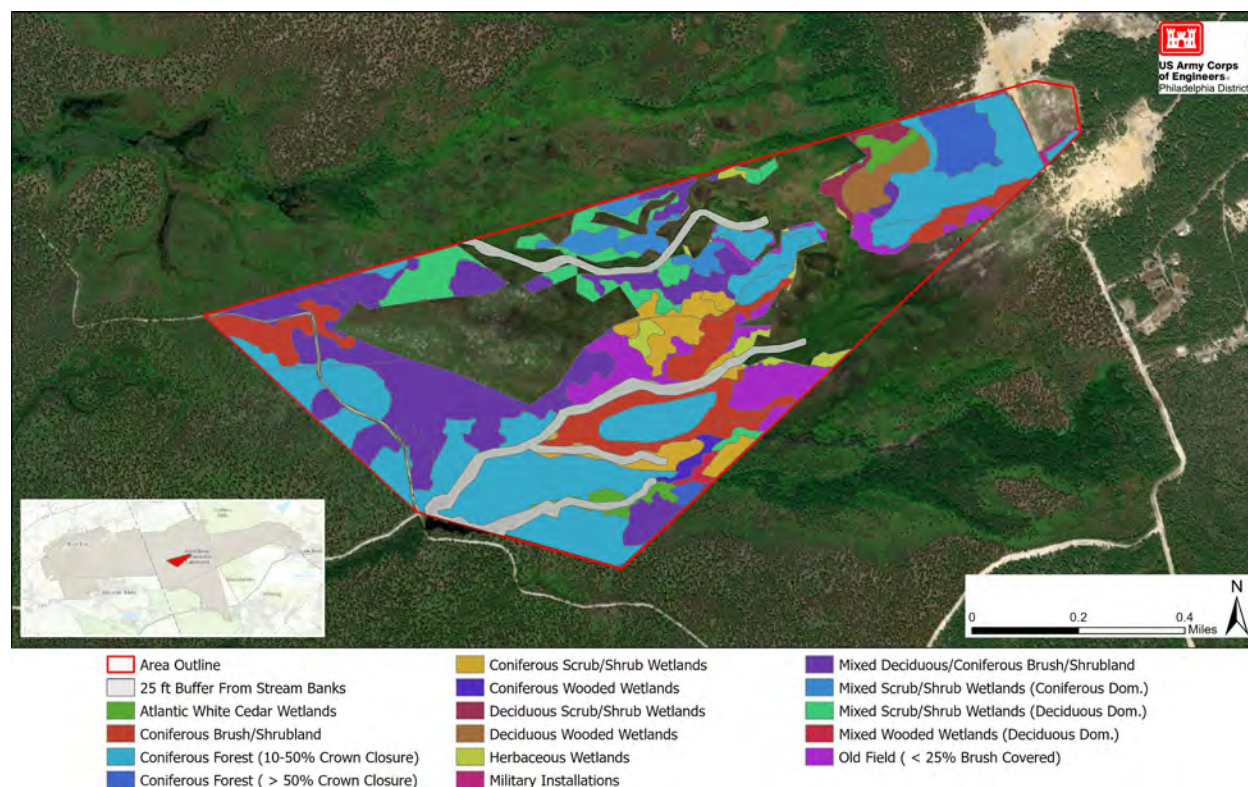 US Army Corps
of Engineers®
Philadelphia District
N
0 0.2 0.4
Miles
Area Outline
25 ft Buffer From Stream Banks
Atlantic White Cedar Wetlands
Coniferous Brush/Shrubland
Coniferous Forest (10-50% Crown Closure)
Coniferous Forest ( > 50% Crown Closure)
Coniferous Scrub/Shrub Wetlands
Coniferous Wooded Wetlands
Deciduous Scrub/Shrub Wetlands
Deciduous Wooded Wetlands
Herbaceous Wetlands
Military Installations
Mixed Deciduous/Coniferous Brush/Shrubland
Mixed Scrub/Shrub Wetlands (Coniferous Dom.)
Mixed Scrub/Shrub Wetlands (Deciduous Dom.)
Mixed Wooded Wetlands (Deciduous Dom.)
Old Field ( < 25% Brush Covered)